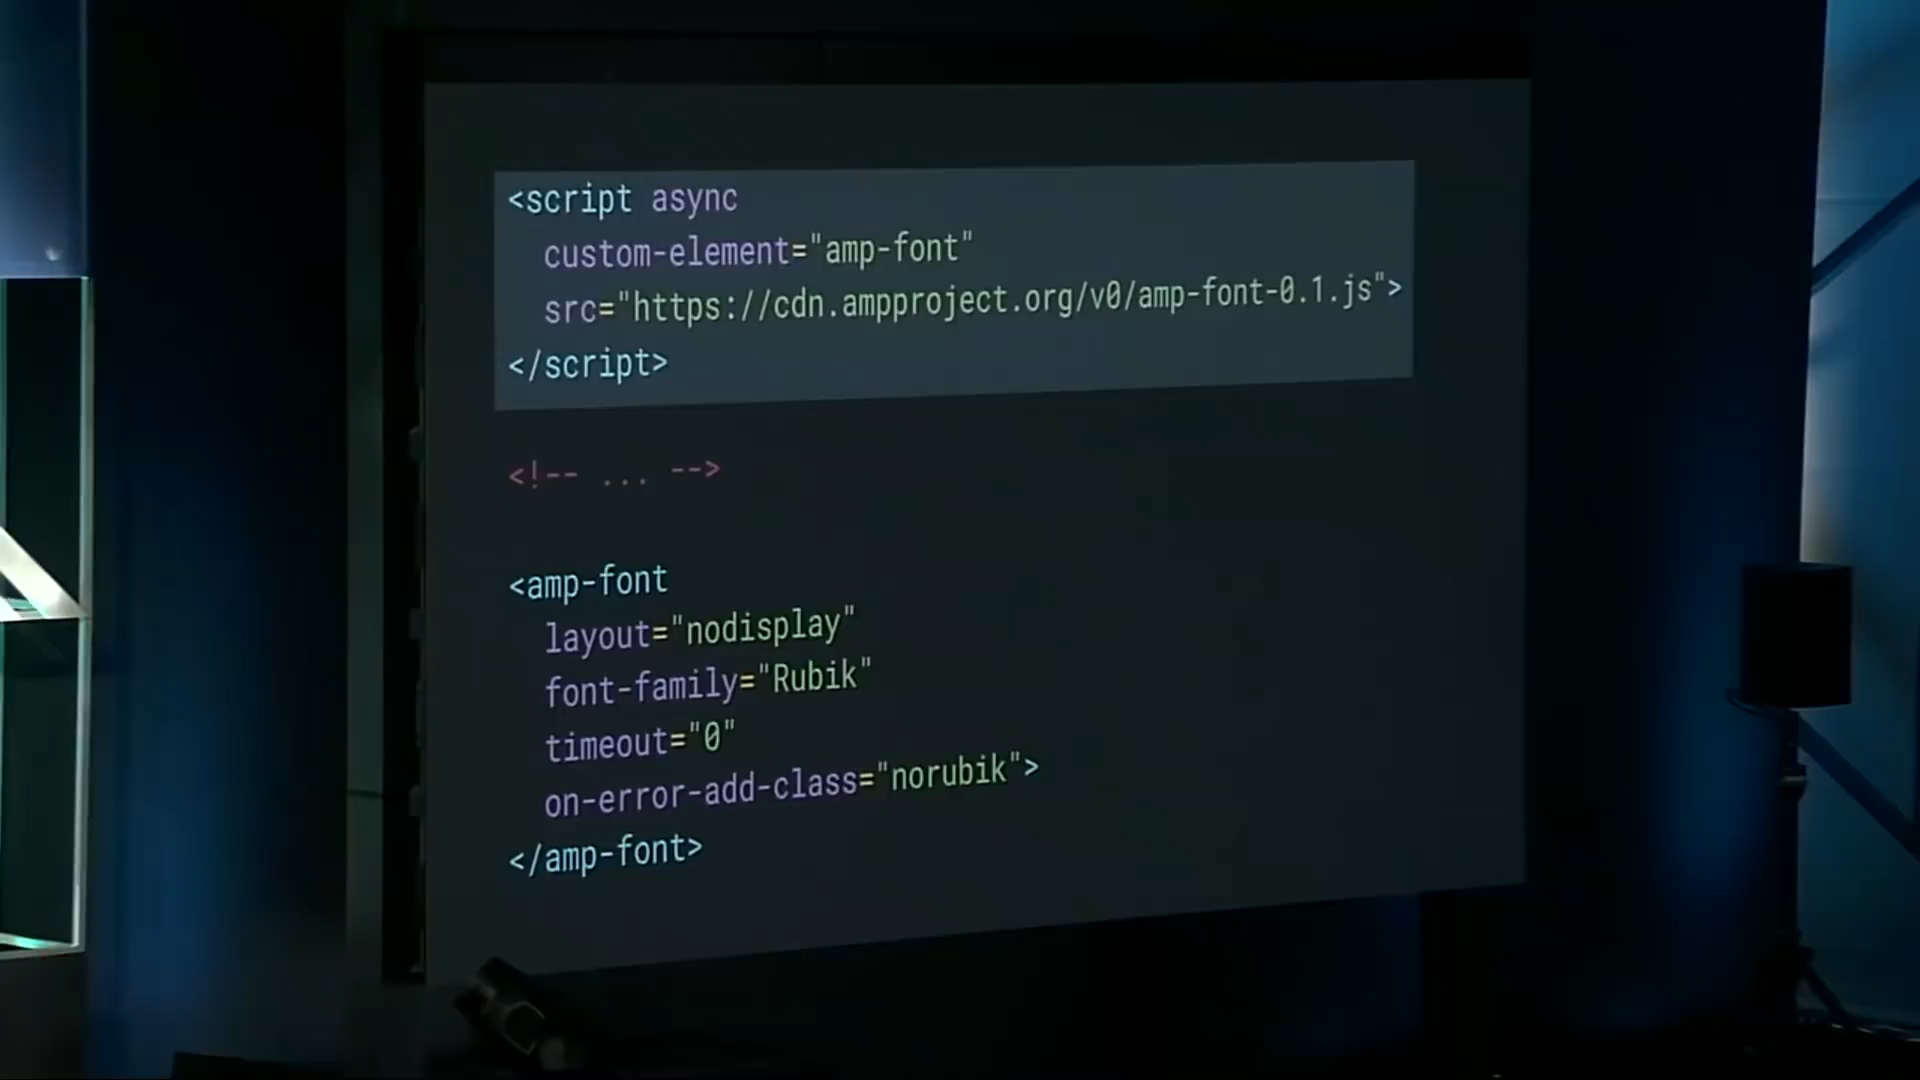 <script async
custom-element="amp-font"
src="https://cdn.ampproject.org/v0/amp-font-0.1.js">
</script>
<!-- ... -->
<amp-font
layout="nodisplay"
font-family="Rubik"
timeout="0"
on-error-add-class="norubik">
</amp-font>